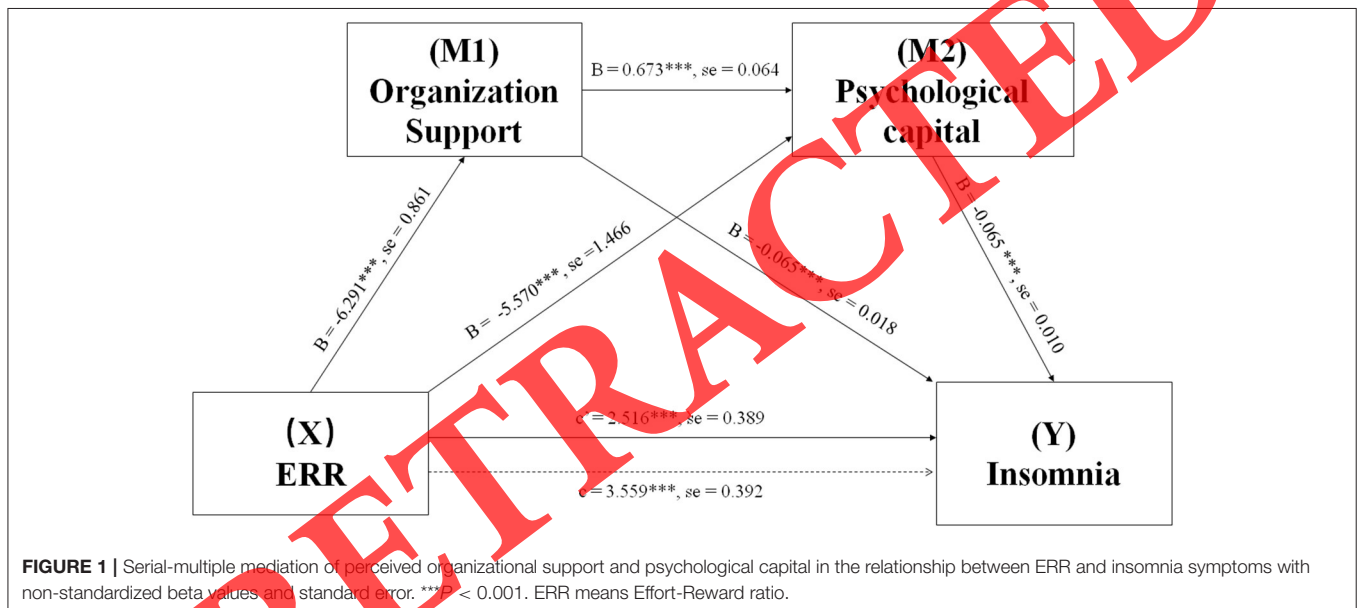 (M1)
Organization
Support
B = 0.673***, se = 0.064
(M2)
Psychological
capital
B = -6.291*** , se = 0.861
B = -5.570*** , se =1.466
B = -0.065***, se = 0.018
B = -0.065 ***, se = 0.010
(X)
ERR
c' = 2.516***, se = 0.389
c = 3.559***, se = 0.392
(Y)
Insomnia
FIGURE 1 | Serial-multiple mediation of perceived organizational support and psychological capital in the relationship between ERR and insomnia symptoms with
non-standardized beta values and standard error. ***P < 0.001. ERR means Effort-Reward ratio.
RETRACTED